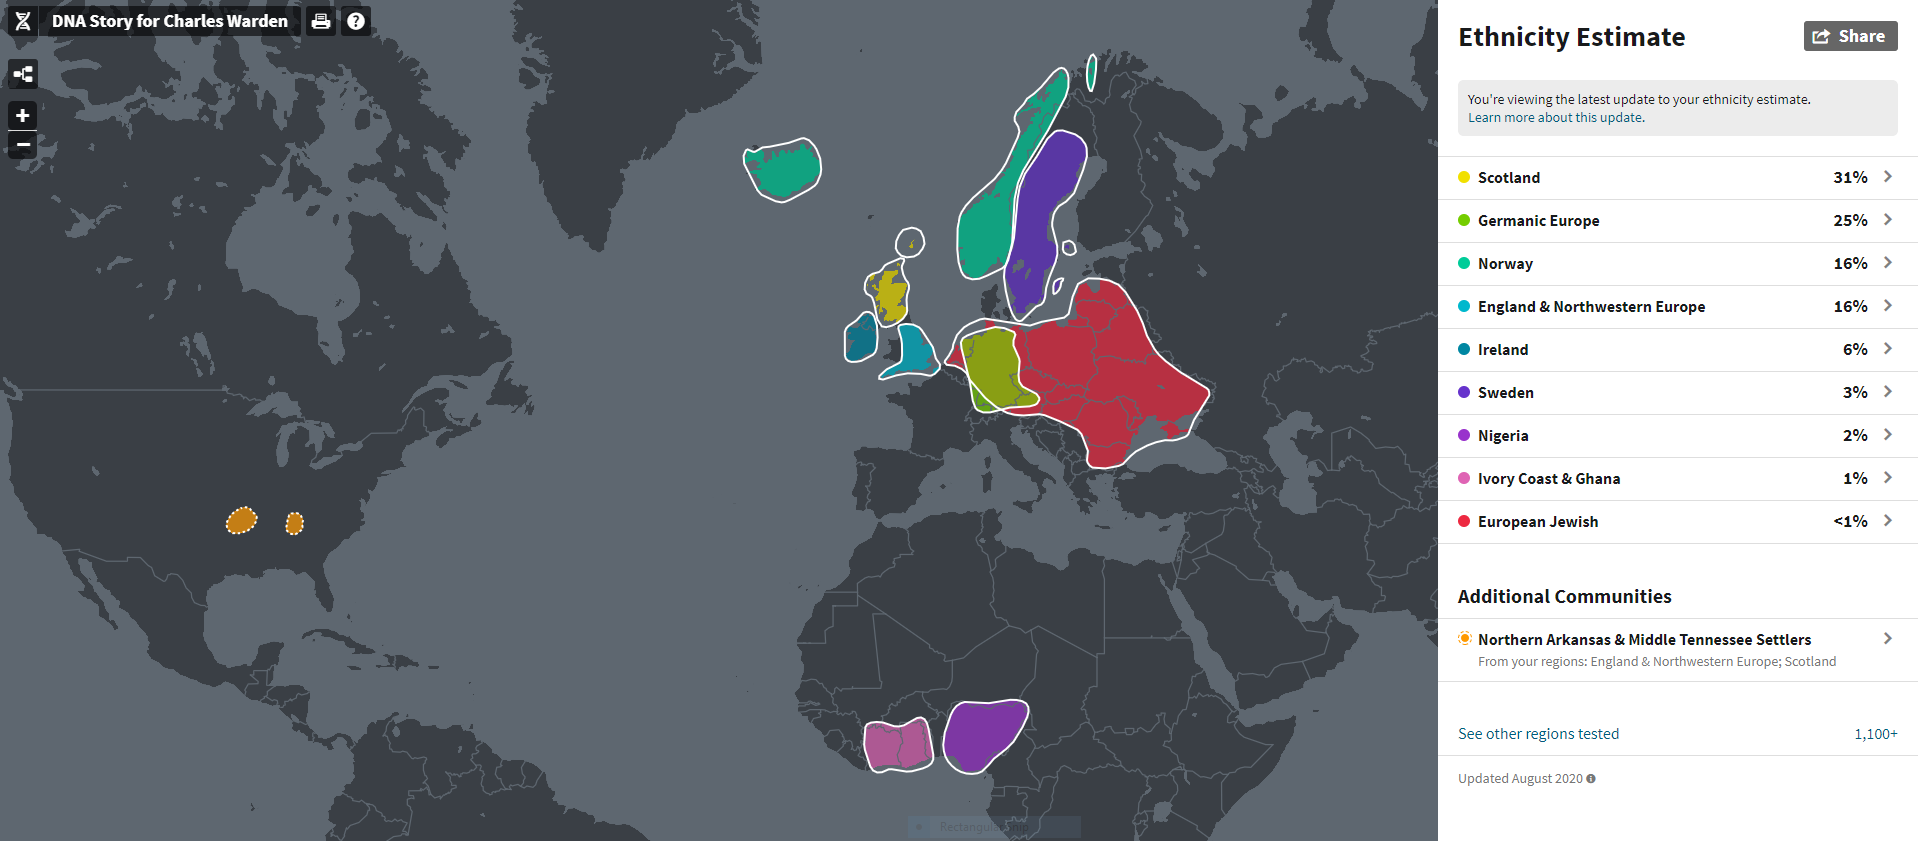 DNA Story for Charles Warden
?
+
−
Ethnicity Estimate
Share
You're viewing the latest update to your ethnicity estimate.
Learn more about this update.
Scotland 31%
Germanic Europe 25%
Norway 16%
England & Northwestern Europe 16%
Ireland 6%
Sweden 3%
Nigeria 2%
Ivory Coast & Ghana 1%
European Jewish <1%
Additional Communities
Northern Arkansas & Middle Tennessee Settlers
From your regions: England & Northwestern Europe; Scotland
See other regions tested 1,100+
Updated August 2020
Rectangular Snip